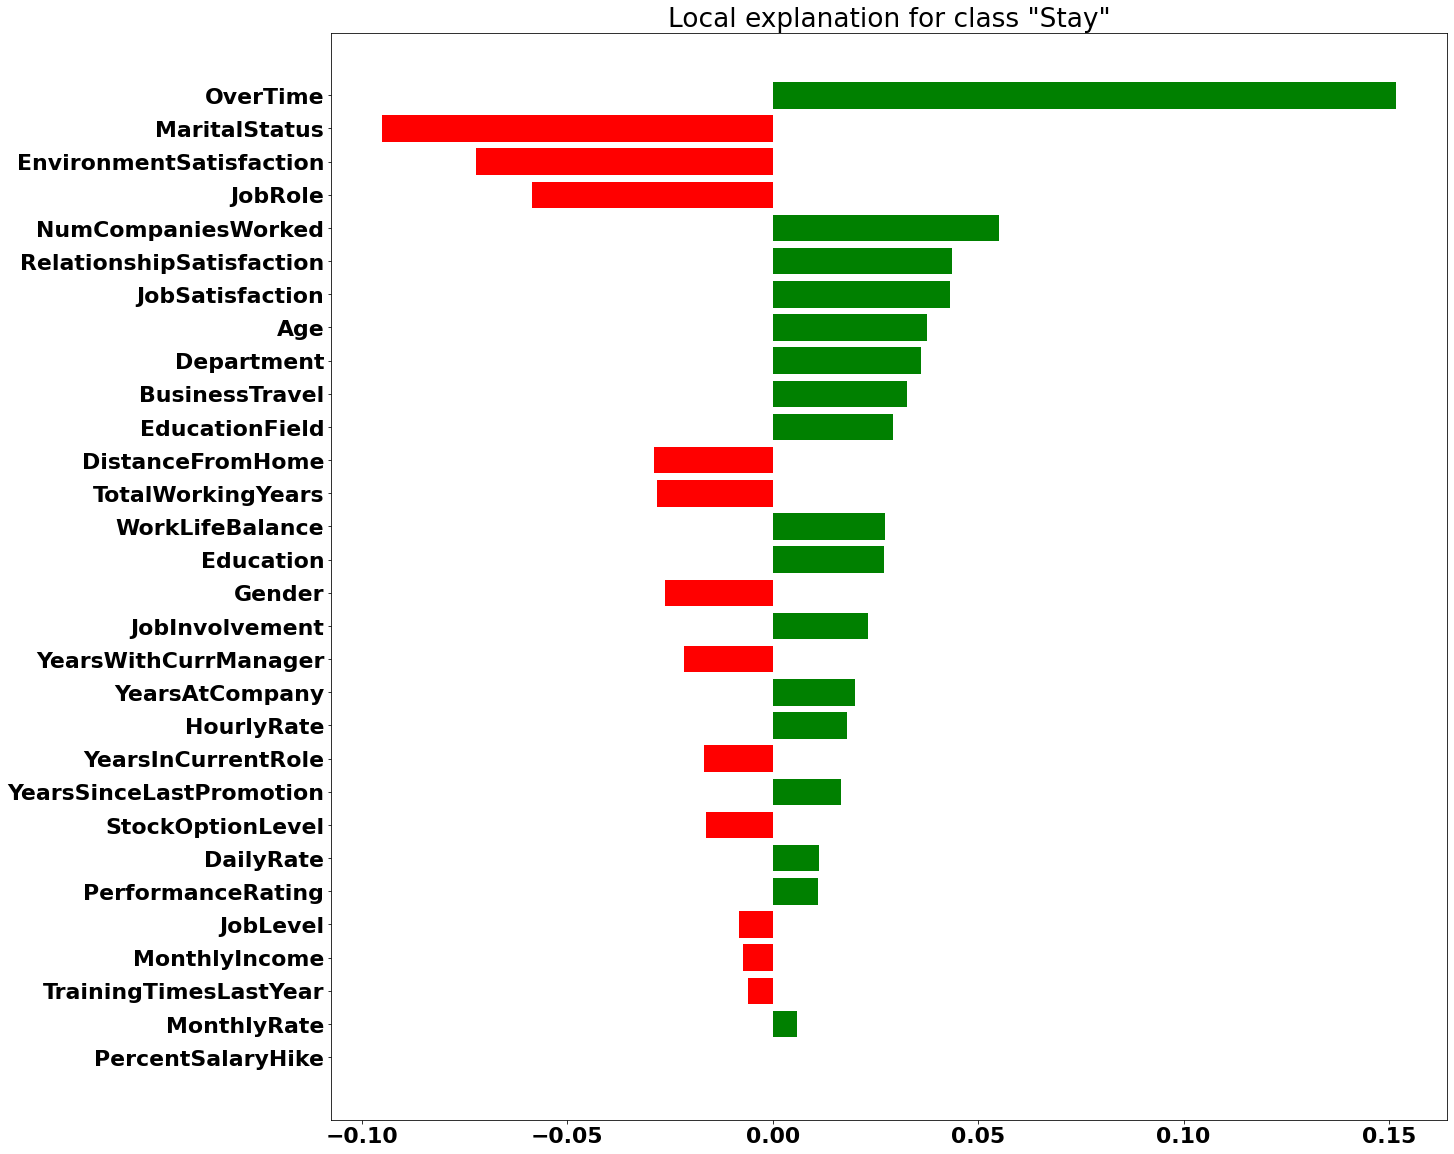 Local explanation for class "Stay"
OverTime
MaritalStatus
EnvironmentSatisfaction
JobRole
NumCompaniesWorked
RelationshipSatisfaction
JobSatisfaction
Age
Department
BusinessTravel
EducationField
DistanceFromHome
TotalWorkingYears
WorkLifeBalance
Education
Gender
JobInvolvement
YearsWithCurrManager
YearsAtCompany
HourlyRate
YearsInCurrentRole
YearsSinceLastPromotion
StockOptionLevel
DailyRate
PerformanceRating
JobLevel
MonthlyIncome
TrainingTimesLastYear
MonthlyRate
PercentSalaryHike
−0.10 −0.05 0.00 0.05 0.10 0.15